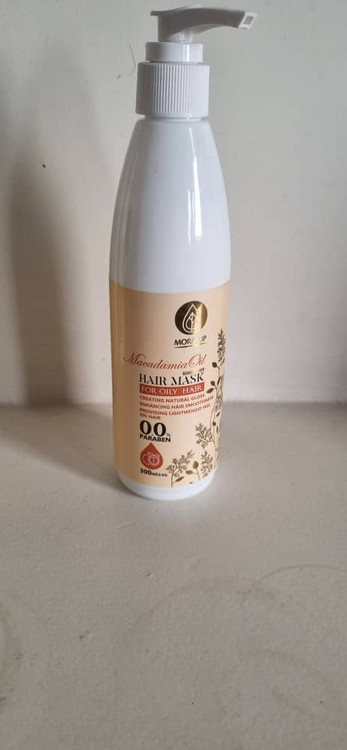 Macadamia Oil
HAIR MASK
FOR OILY HAIR
CREATING NATURAL GLOSS
ENHANCING HAIR SMOOTHNESS
PROVIDING LIGHTWEIGHT FEEL
ON HAIR
00%
PARABEN
300ml